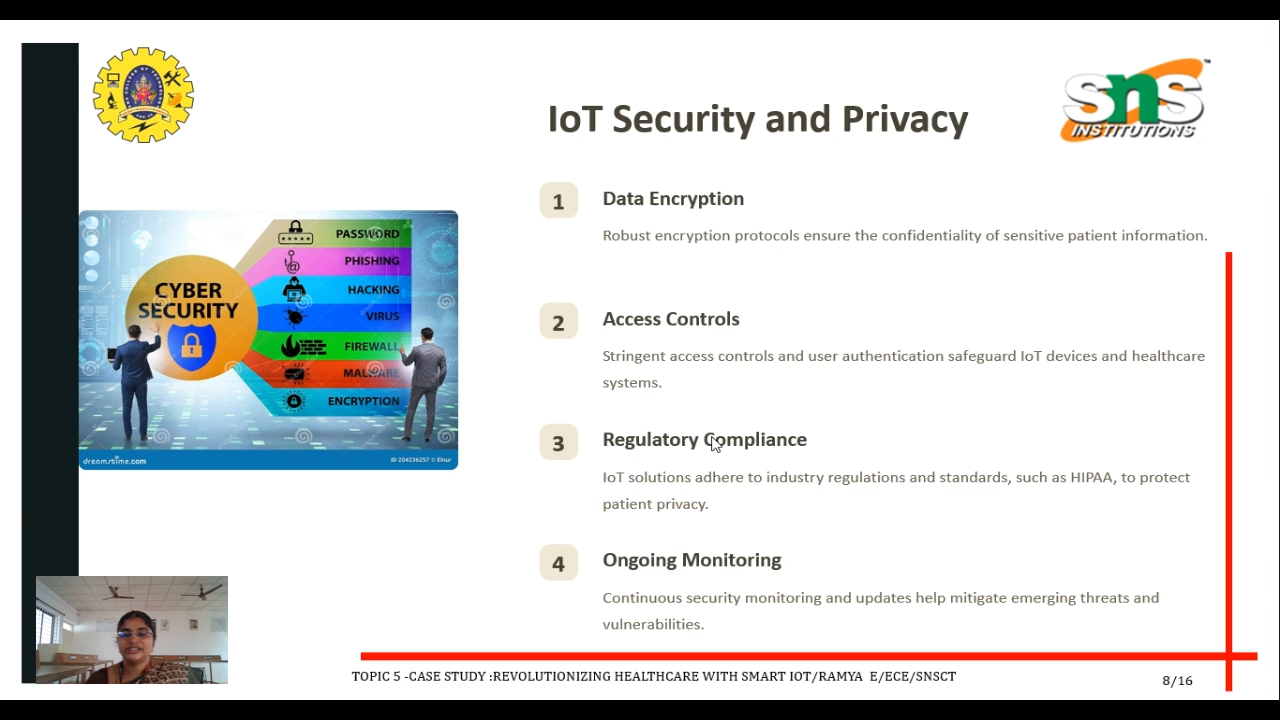 IoT Security and Privacy
SNS
INSTITUTIONS
™
1
Data Encryption
Robust encryption protocols ensure the confidentiality of sensitive patient information.
2
Access Controls
Stringent access controls and user authentication safeguard IoT devices and healthcare
systems.
3
Regulatory Compliance
IoT solutions adhere to industry regulations and standards, such as HIPAA, to protect
patient privacy.
4
Ongoing Monitoring
Continuous security monitoring and updates help mitigate emerging threats and
vulnerabilities.
CYBER
SECURITY
PASSWORD
PHISHING
HACKING
VIRUS
FIREWALL
MALWARE
ENCRYPTION
dreamstime.com
ID 204236257 © Elnur
TOPIC 5 -CASE STUDY :REVOLUTIONIZING HEALTHCARE WITH SMART IOT/RAMYA E/ECE/SNSCT
8/16